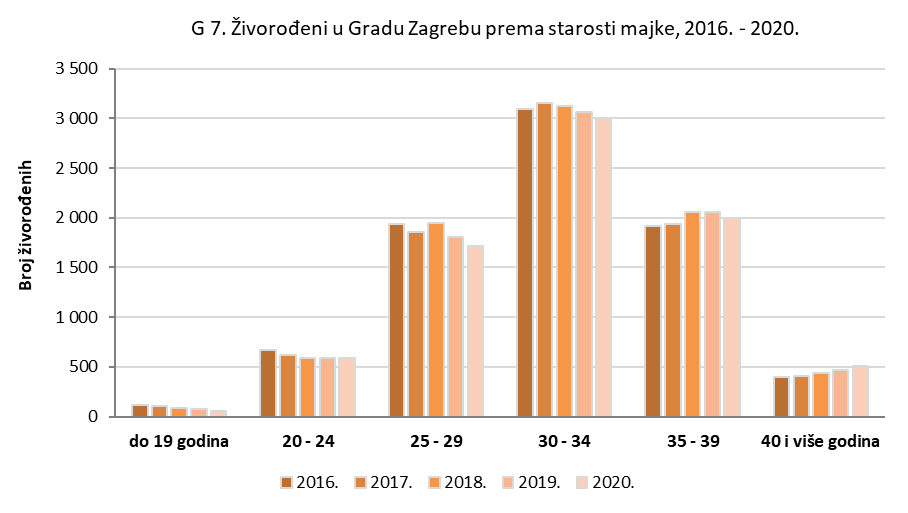 G 7. Živorođeni u Gradu Zagrebu prema starosti majke, 2016. - 2020.
3 500
3 000
2 500
2 000
1 500
1 000
500
0
Broj živorođenih
do 19 godina 20 - 24 25 - 29 30 - 34 35 - 39 40 i više godina
2016. 2017. 2018. 2019. 2020.